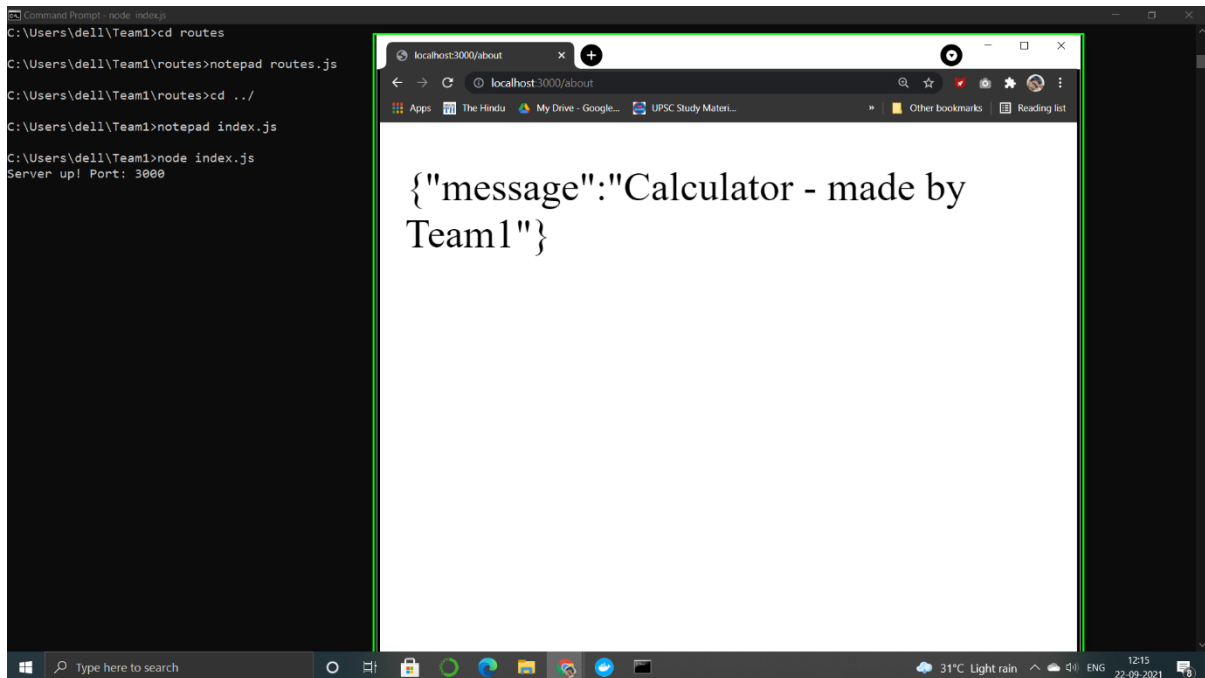 Command Prompt - node index.js
C:\Users\dell\Team1>cd routes
C:\Users\dell\Team1\routes>notepad routes.js
C:\Users\dell\Team1\routes>cd ../
C:\Users\dell\Team1>notepad index.js
C:\Users\dell\Team1>node index.js
Server up! Port: 3000
localhost:3000/about
localhost:3000/about
Apps The Hindu My Drive - Google... UPSC Study Materi... » Other bookmarks Reading list
{"message":"Calculator - made by
Team1"}
Type here to search
31°C Light rain ENG
12:15
22-09-2021
8